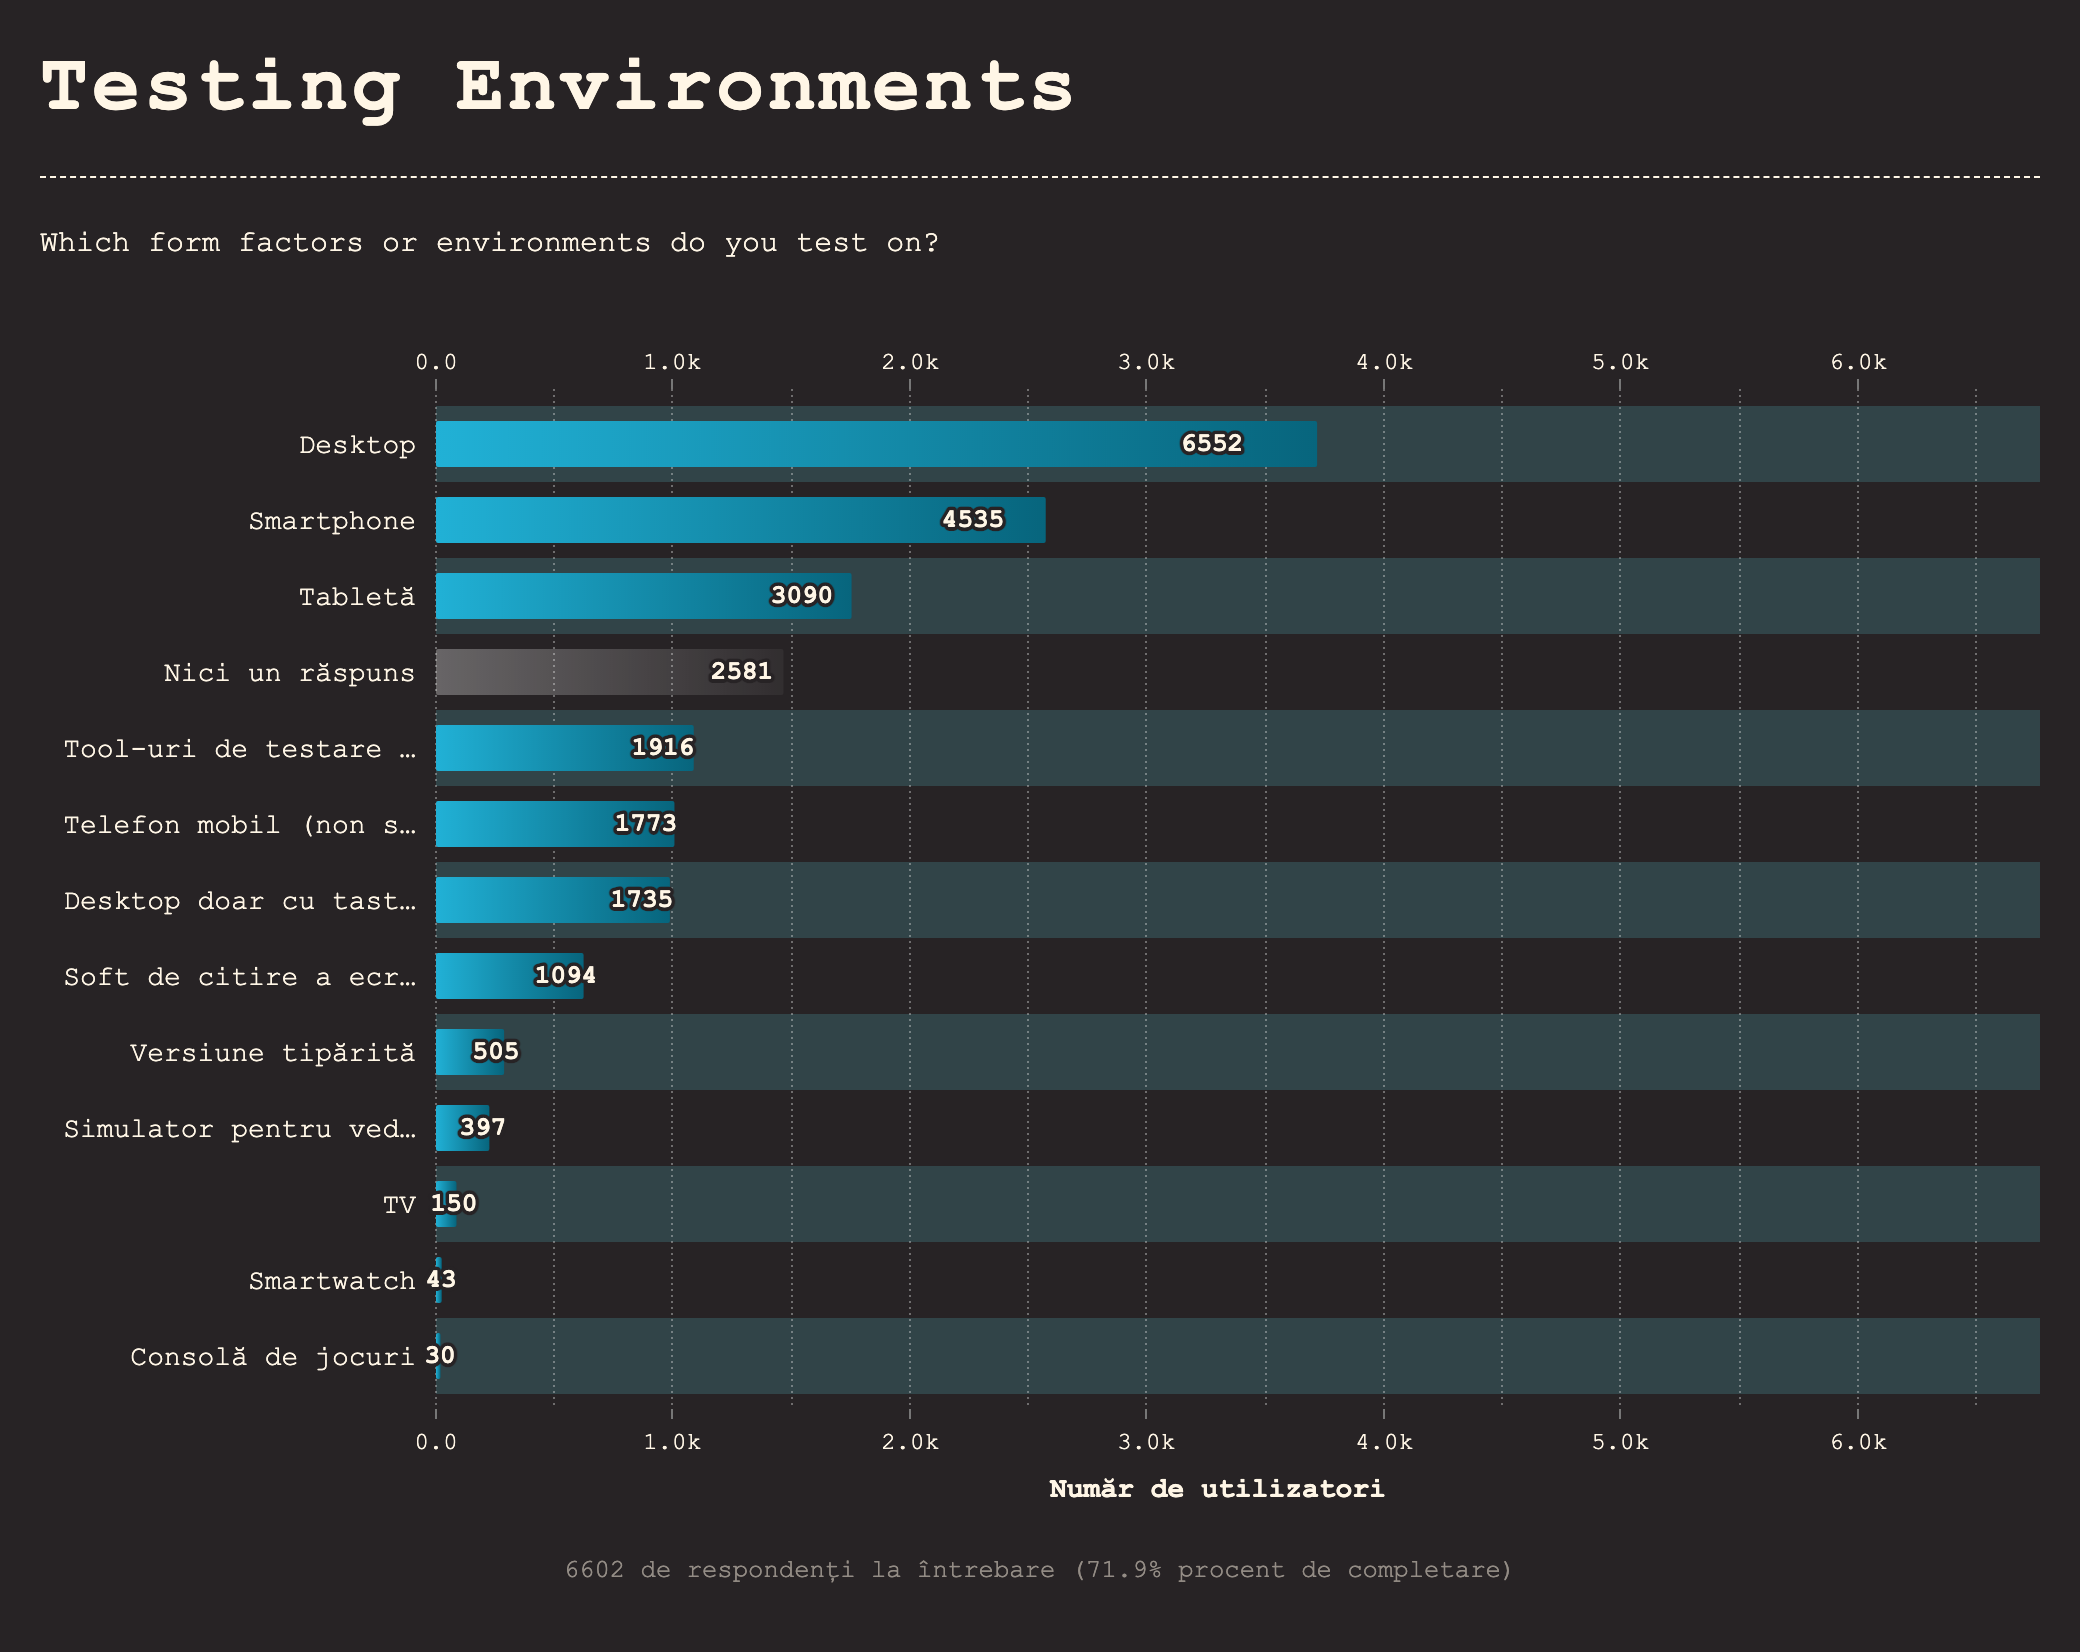 Testing Environments
Which form factors or environments do you test on?
0.0 1.0k 2.0k 3.0k 4.0k 5.0k 6.0k
Desktop 6552
Smartphone 4535
Tabletă 3090
Nici un răspuns 2581
Tool-uri de testare … 1916
Telefon mobil (non s… 1773
Desktop doar cu tast… 1735
Soft de citire a ecr… 1094
Versiune tipărită 505
Simulator pentru ved… 397
TV 150
Smartwatch 43
Consolă de jocuri 30
0.0 1.0k 2.0k 3.0k 4.0k 5.0k 6.0k
Număr de utilizatori
6602 de respondenți la întrebare (71.9% procent de completare)